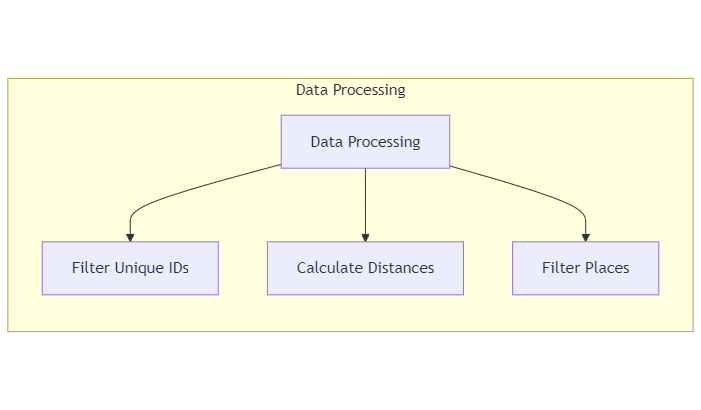 Data Processing
Data Processing
Filter Unique IDs
Calculate Distances
Filter Places